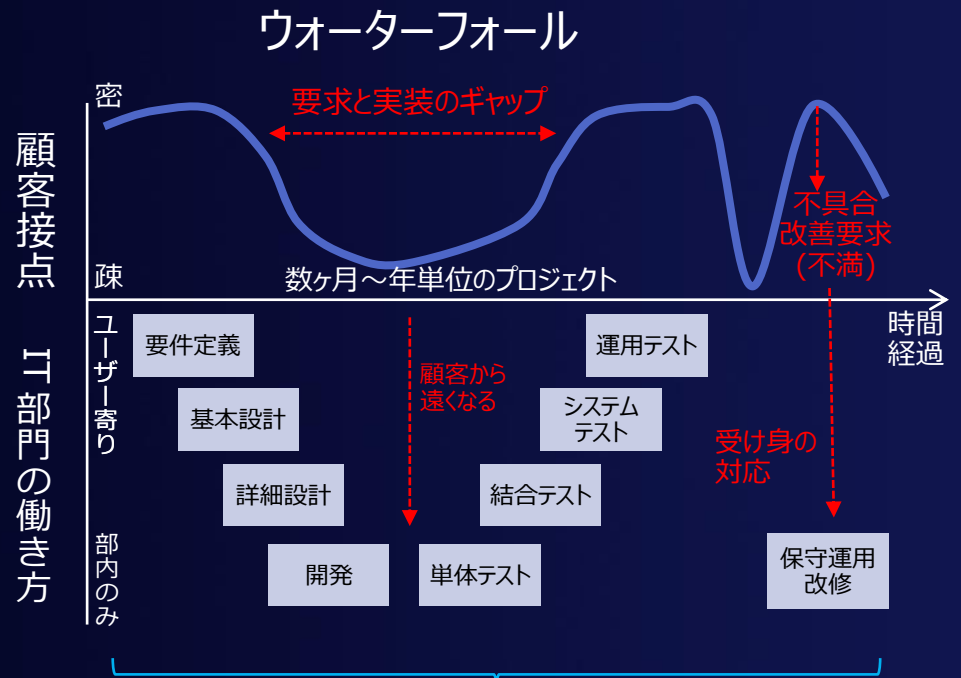 ウォーターフォール
密
要求と実装のギャップ
顧客接点
不具合
改善要求
(不満)
疎
数ヶ月～年単位のプロジェクト
時間
経過
IT部門の働き方
ユーザー寄り
要件定義
運用テスト
顧客から
遠くなる
基本設計
システム
テスト
受け身の
対応
詳細設計
結合テスト
部内のみ
開発
単体テスト
保守運用
改修